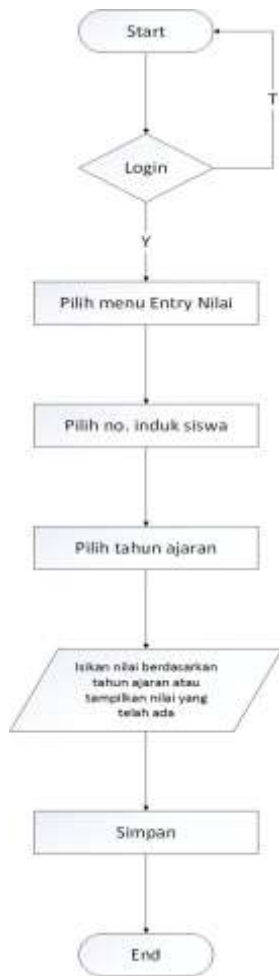 Start
T
Login
Y
Pilih menu Entry Nilai
Pilih no. induk siswa
Pilih tahun ajaran
Isikan nilai berdasarkan
tahun ajaran atau
tampilkan nilai yang
telah ada
Simpan
End